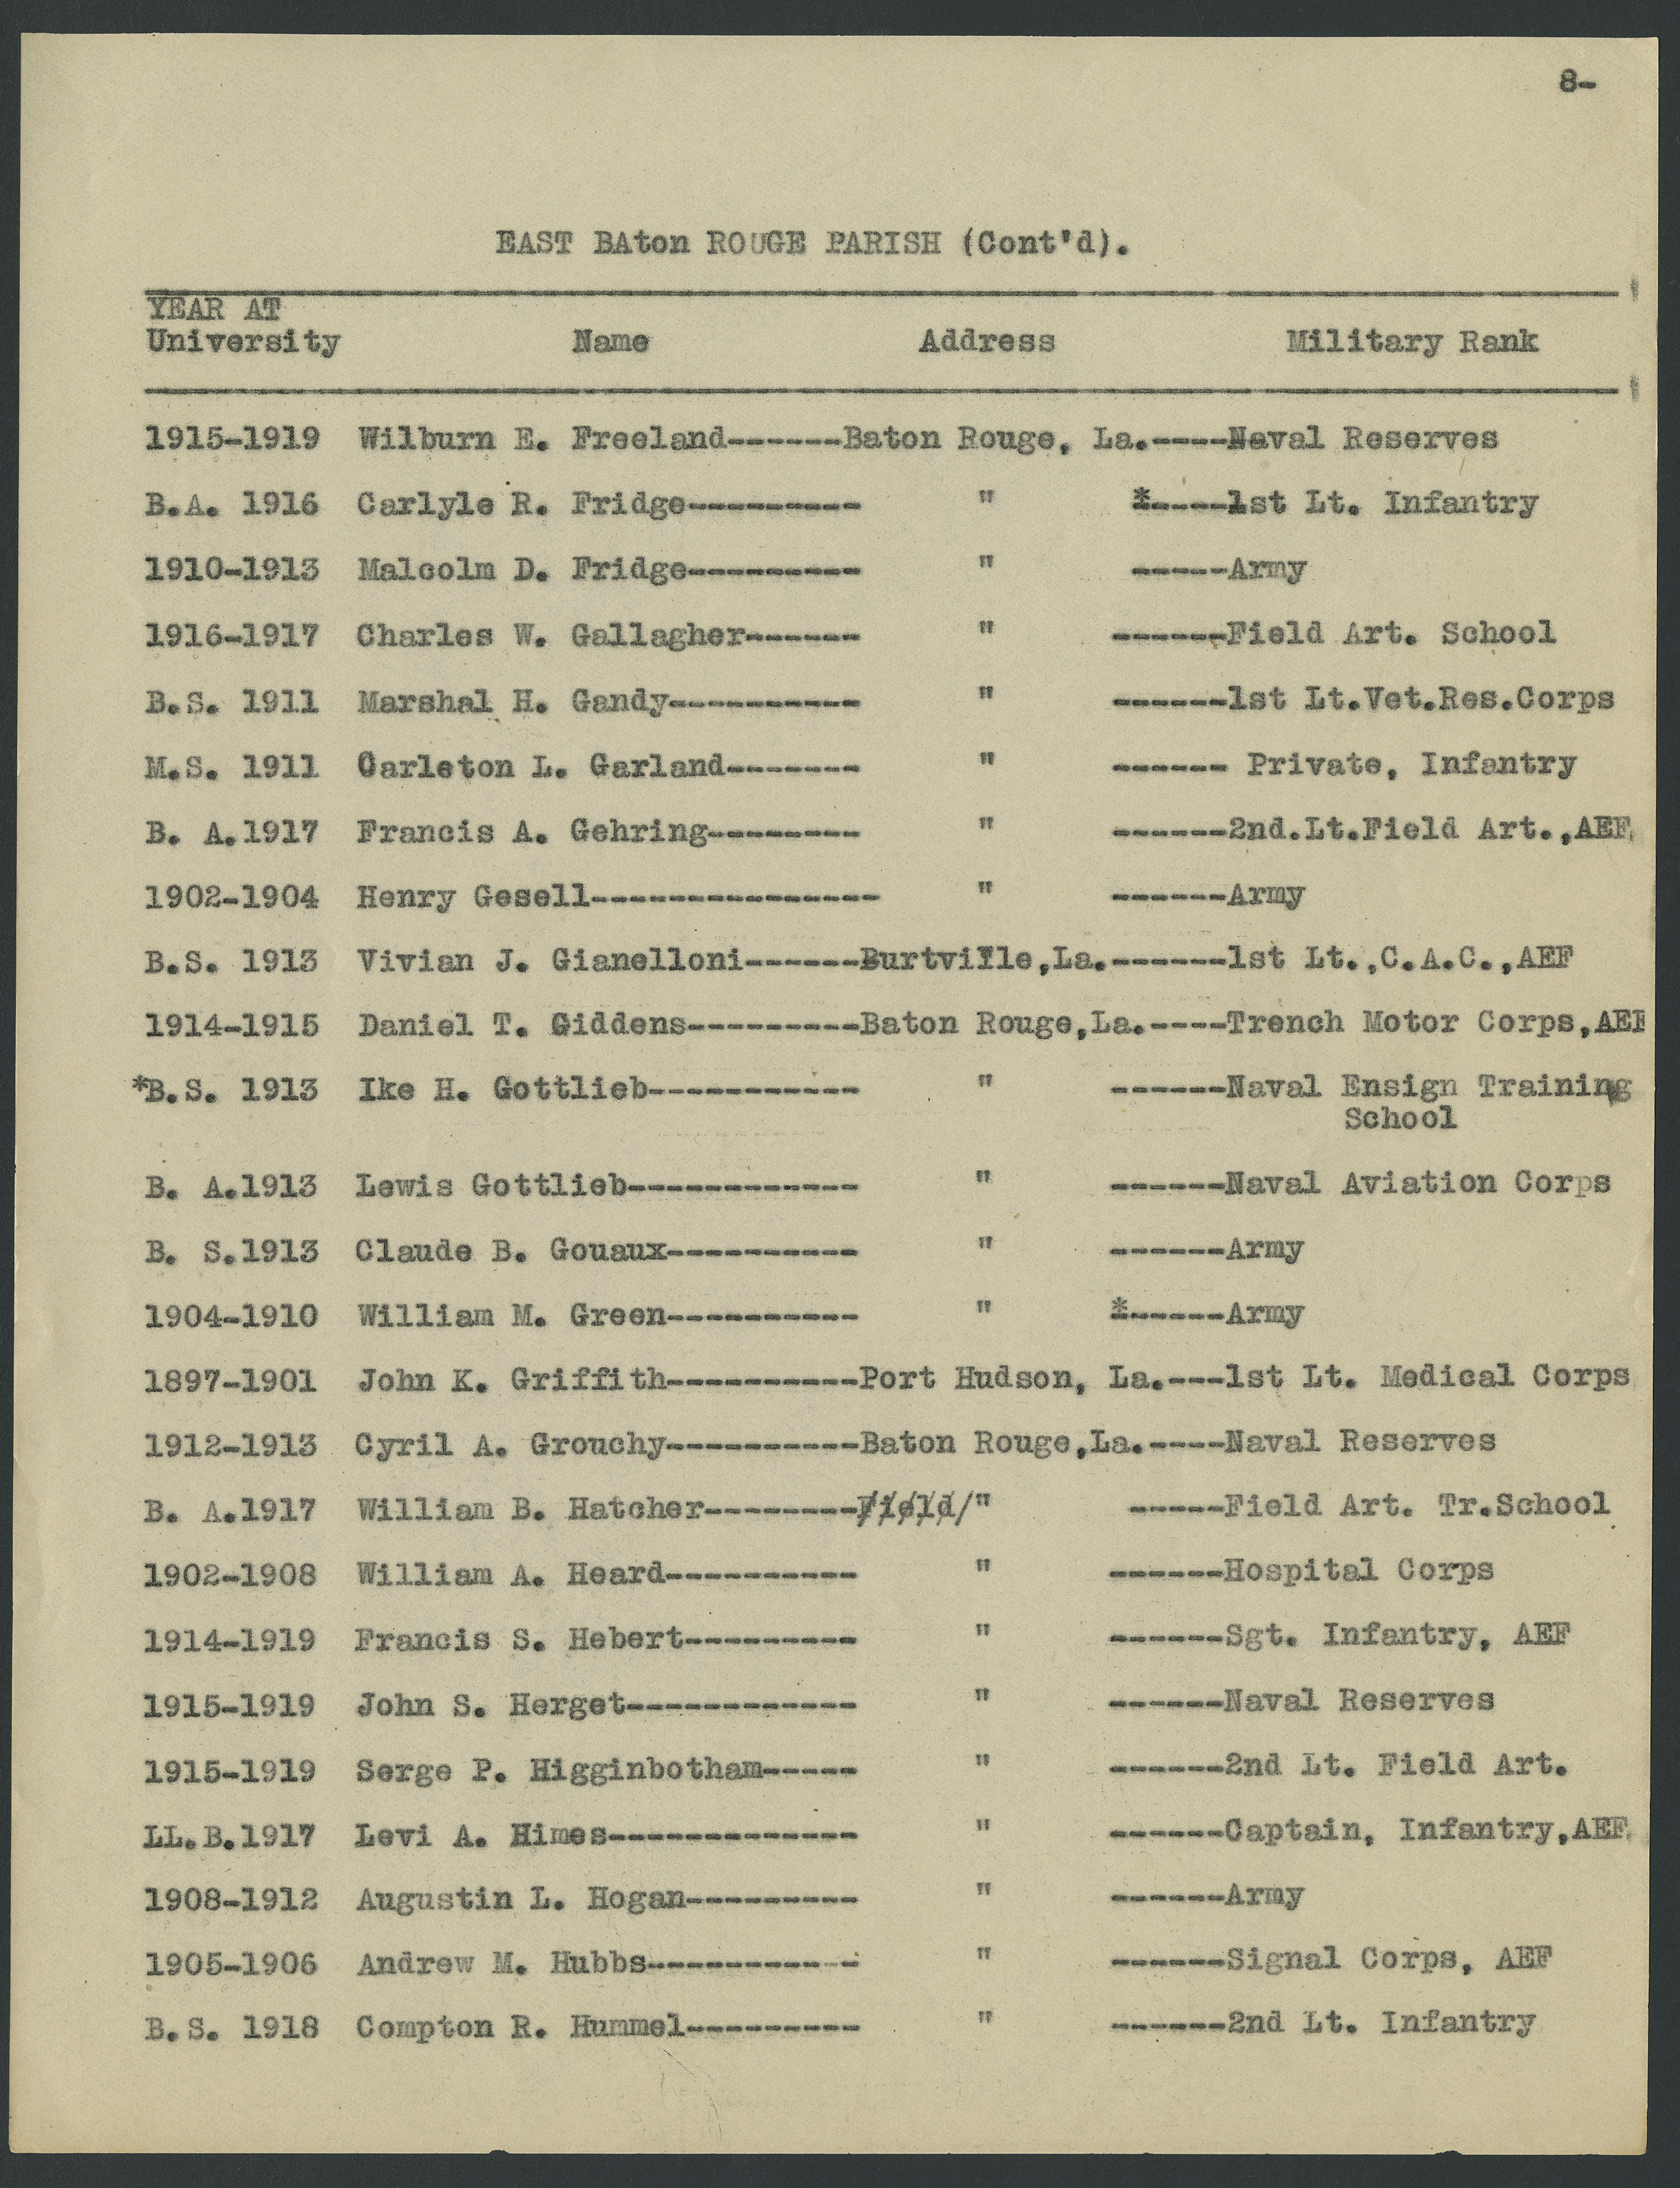 8-
EAST BAton ROUGE PARISH (Cont'd).
YEAR AT
University Name Address Military Rank
1915-1919 Wilburn E. Freeland------Baton Rouge, La.----Naval Reserves
B.A. 1916 Carlyle R. Fridge--------- " *----1st Lt. Infantry
1910-1913 Malcolm D. Fridge--------- " -----Army
1916-1917 Charles W. Gallagher------ " ------Field Art. School
B.S. 1911 Marshal H. Gandy---------- " ------1st Lt.Vet.Res.Corps
M.S. 1911 Carleton L. Garland------- " ------ Private, Infantry
B. A.1917 Francis A. Gehring-------- " ------2nd.Lt.Field Art.,AEF.
1902-1904 Henry Gesell--------------- " ------Army
B.S. 1913 Vivian J. Gianelloni------Burtville,La.------1st Lt.,C.A.C.,AEF
1914-1915 Daniel T. Giddens---------Baton Rouge,La.----Trench Motor Corps,AEF
*B.S. 1913 Ike H. Gottlieb----------- " ------Naval Ensign Training
School
B. A.1913 Lewis Gottlieb------------ " ------Naval Aviation Corps
B. S.1913 Claude B. Gouaux---------- " ------Army
1904-1910 William M. Green---------- " *-----Army
1897-1901 John K. Griffith----------Port Hudson, La.---1st Lt. Medical Corps
1912-1913 Cyril A. Grouchy----------Baton Rouge,La.----Naval Reserves
B. A.1917 William B. Hatcher--------Field/" -----Field Art. Tr.School
1902-1908 William A. Heard---------- " ------Hospital Corps
1914-1919 Francis S. Hebert--------- " ------Sgt. Infantry, AEF
1915-1919 John S. Herget------------ " ------Naval Reserves
1915-1919 Serge P. Higginbotham----- " ------2nd Lt. Field Art.
LL.B.1917 Levi A. Himes------------- " ------Captain, Infantry,AEF.
1908-1912 Augustin L. Hogan--------- " ------Army
1905-1906 Andrew M. Hubbs----------- " ------Signal Corps, AEF
B.S. 1918 Compton R. Hummel--------- " ------2nd Lt. Infantry